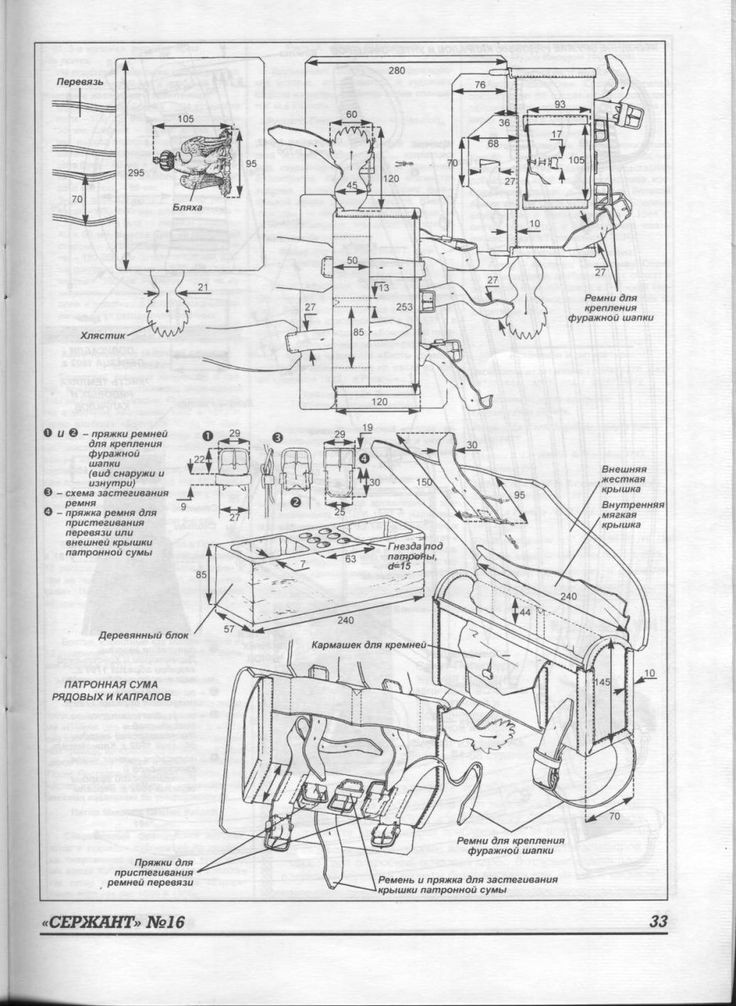 Перевязь
105
295
95
70
Бляха
21
Хлястик
280
60
120
45
76
36
68
70
27
93
17
105
10
27
Ремни для
крепления
фуражной шапки
50
13
27
253
85
120
27
❶ и ❷ – пряжки ремней
для крепления
фуражной
шапки
(вид снаружи и
изнутри)
❸ – схема застегивания
ремня
❹ – пряжка ремня для
пристегивания
перевязи или
внешней крышки
патронной сумы
❶
29
22
9
27
❸
❷
29
19
❹
30
25
150
30
95
Внешняя
жесткая
крышка
Внутренняя
мягкая
крышка
Гнезда под
патроны,
d=15
7
63
85
57
240
Деревянный блок
240
44
Кармашек для кремней
145
10
70
ПАТРОННАЯ СУМА
РЯДОВЫХ И КАПРАЛОВ
Ремни для крепления
фуражной шапки
Пряжки для
пристегивания
ремней перевязи
Ремень и пряжка для застегивания
крышки патронной сумы
«СЕРЖАНТ» №16
33